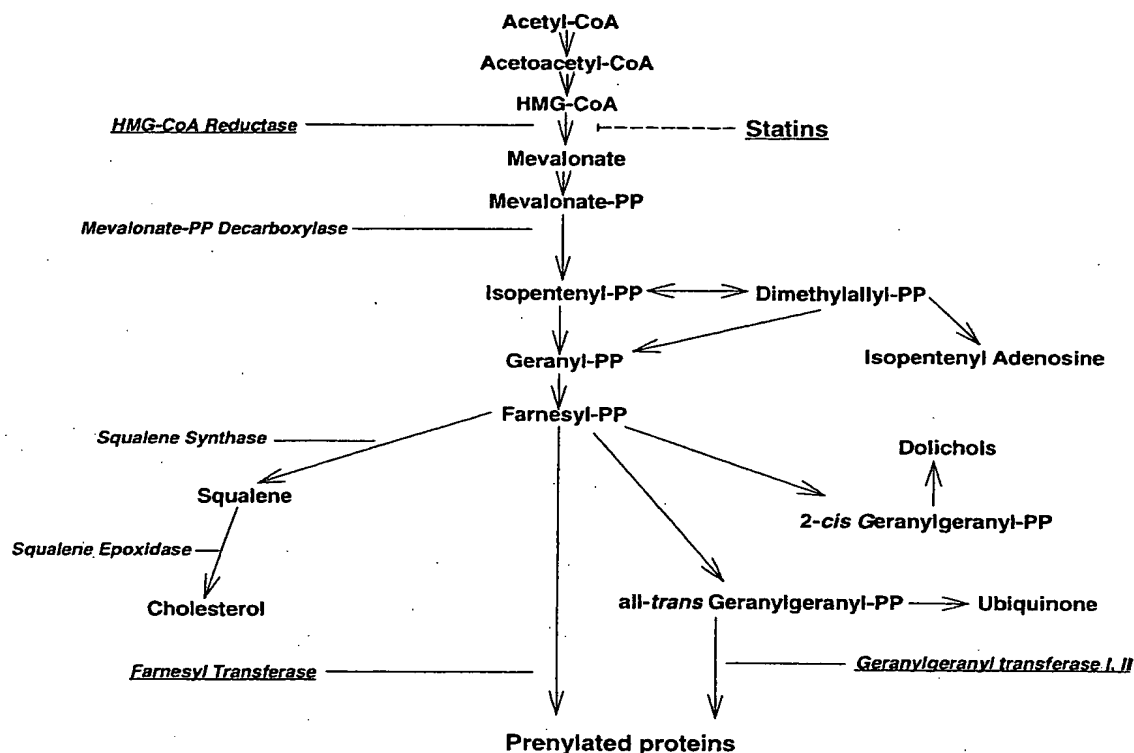 Acetyl-CoA
Acetoacetyl-CoA
HMG-CoA
HMG-CoA Reductase
Statins
Mevalonate
Mevalonate-PP
Mevalonate-PP Decarboxylase
Isopentenyl-PP
Dimethylallyl-PP
Geranyl-PP
Isopentenyl Adenosine
Farnesyl-PP
Squalene Synthase
Dolichols
Squalene
2-cis Geranylgeranyl-PP
Squalene Epoxidase
Cholesterol
all-trans Geranylgeranyl-PP
Ubiquinone
Farnesyl Transferase
Geranylgeranyl transferase I, II
Prenylated proteins